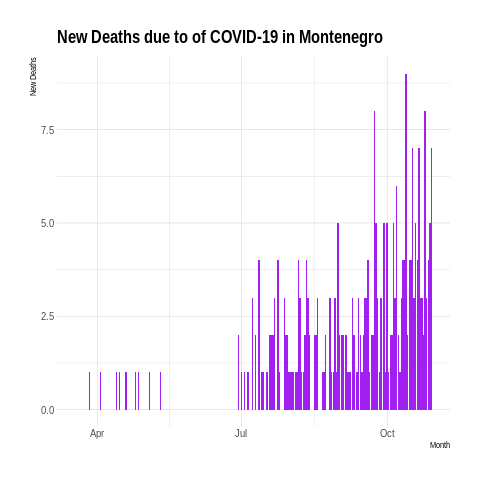 New Deaths due to of COVID-19 in Montenegro
New Deaths
7.5
5.0
2.5
0.0
Apr
Jul
Oct
Month